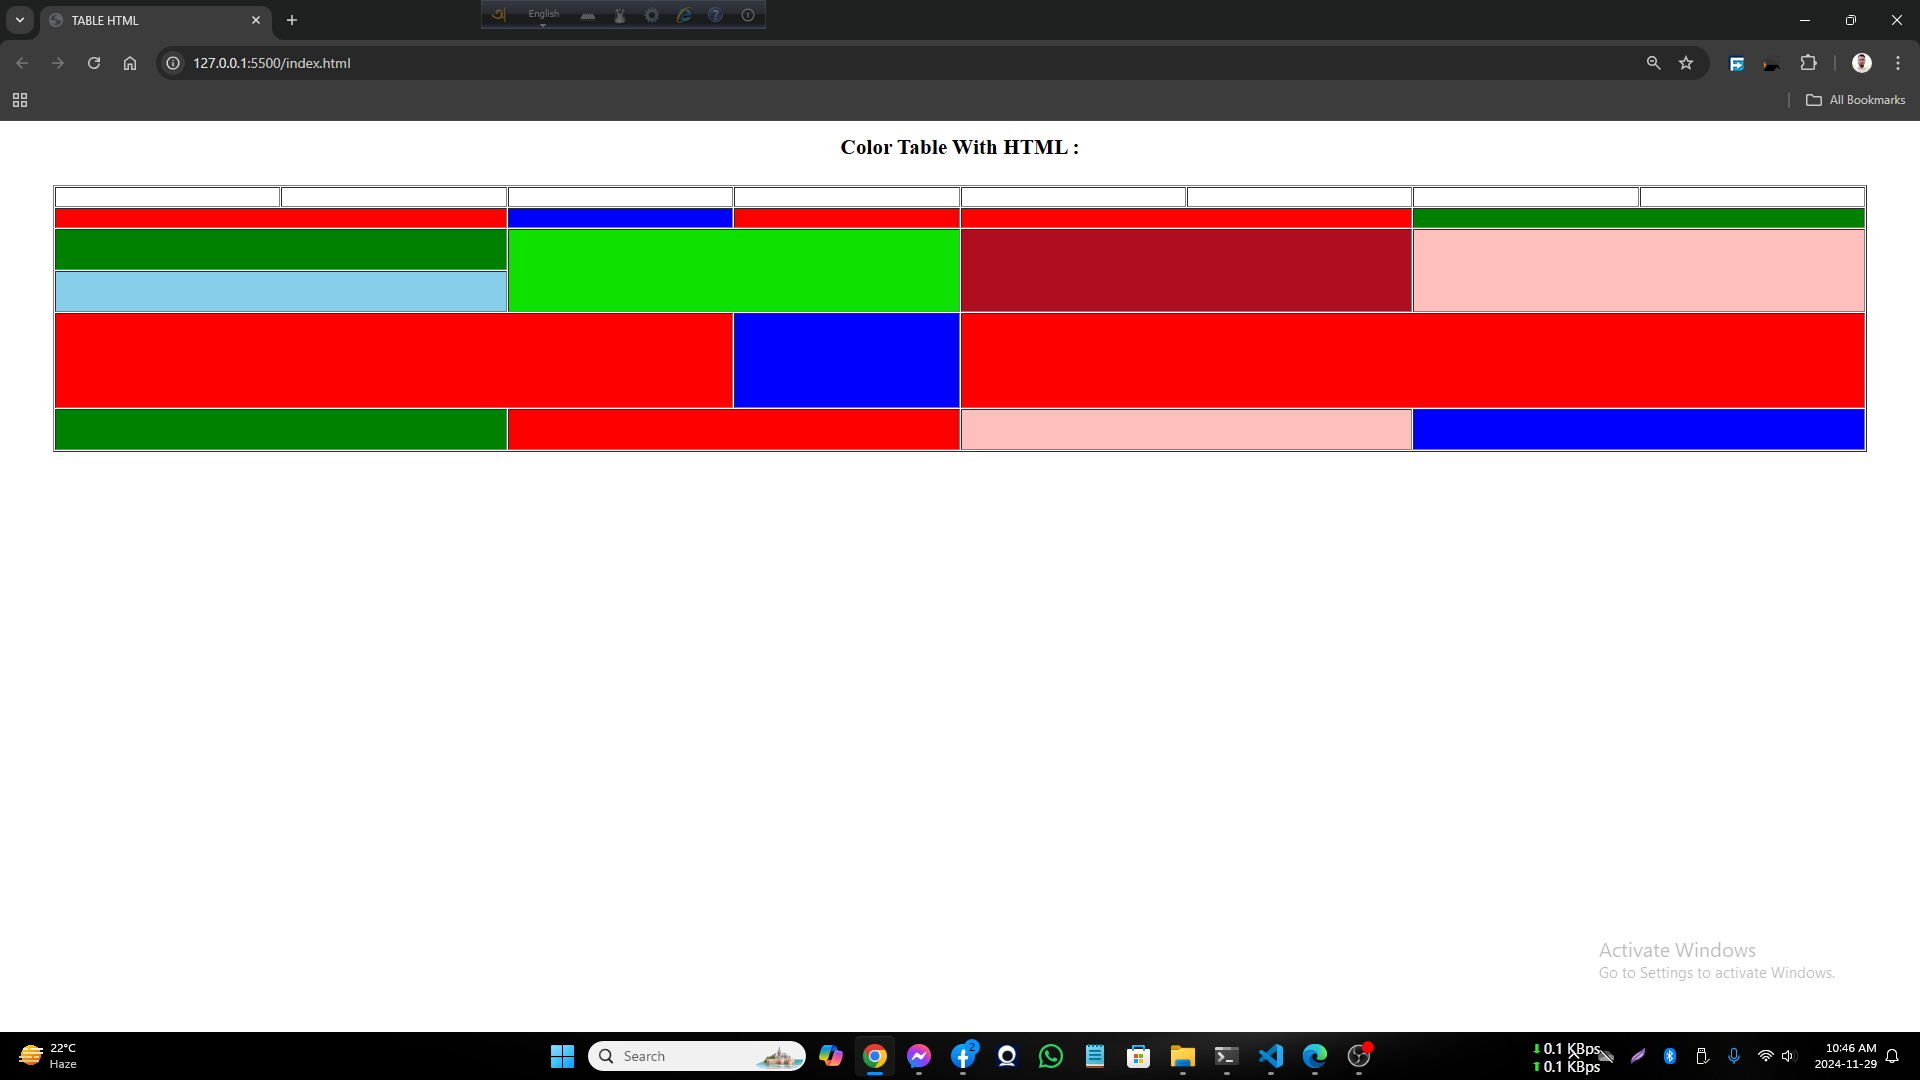 TABLE HTML
অ
English
127.0.0.1:5500/index.html
All Bookmarks
Color Table With HTML :
Activate Windows
Go to Settings to activate Windows.
22°C
Haze
Search
2
0.1 KBps
0.1 KBps
10:46 AM
2024-11-29